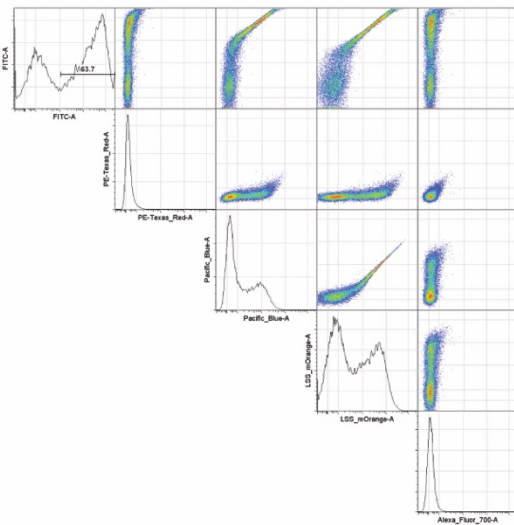 FITC-A
63.7
FITC-A
PE-Texas_Red-A
PE-Texas_Red-A
Pacific_Blue-A
Pacific_Blue-A
LSS_mOrange-A
LSS_mOrange-A
Alexa_Fluor_700-A